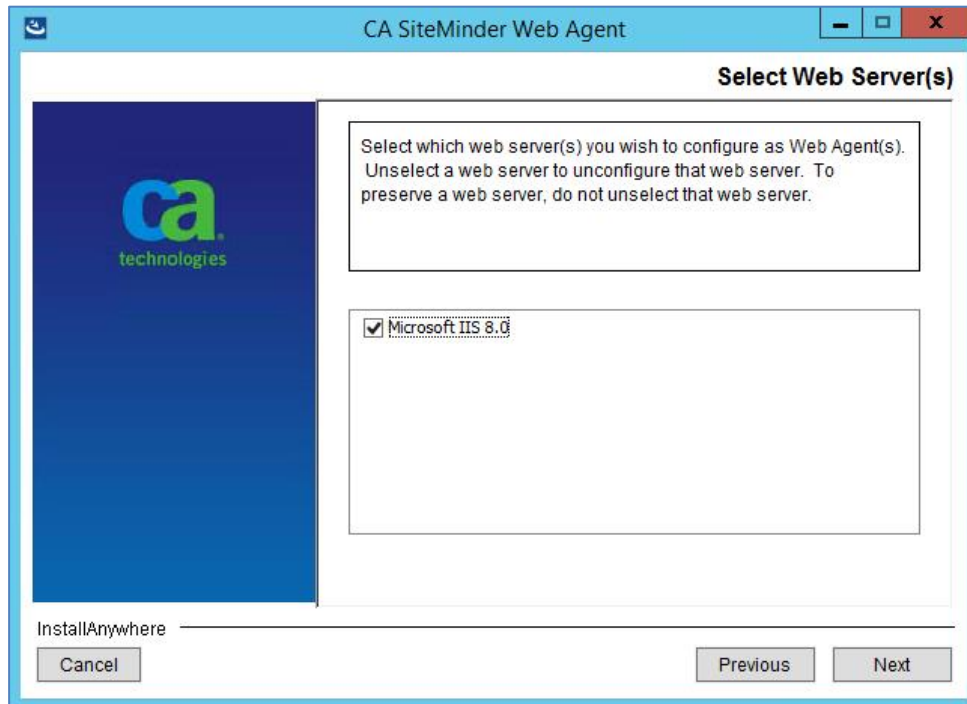 CA SiteMinder Web Agent
Select Web Server(s)
ca
technologies
Select which web server(s) you wish to configure as Web Agent(s).
Unselect a web server to unconfigure that web server. To
preserve a web server, do not unselect that web server.
Microsoft IIS 8.0
InstallAnywhere
Cancel
Previous
Next